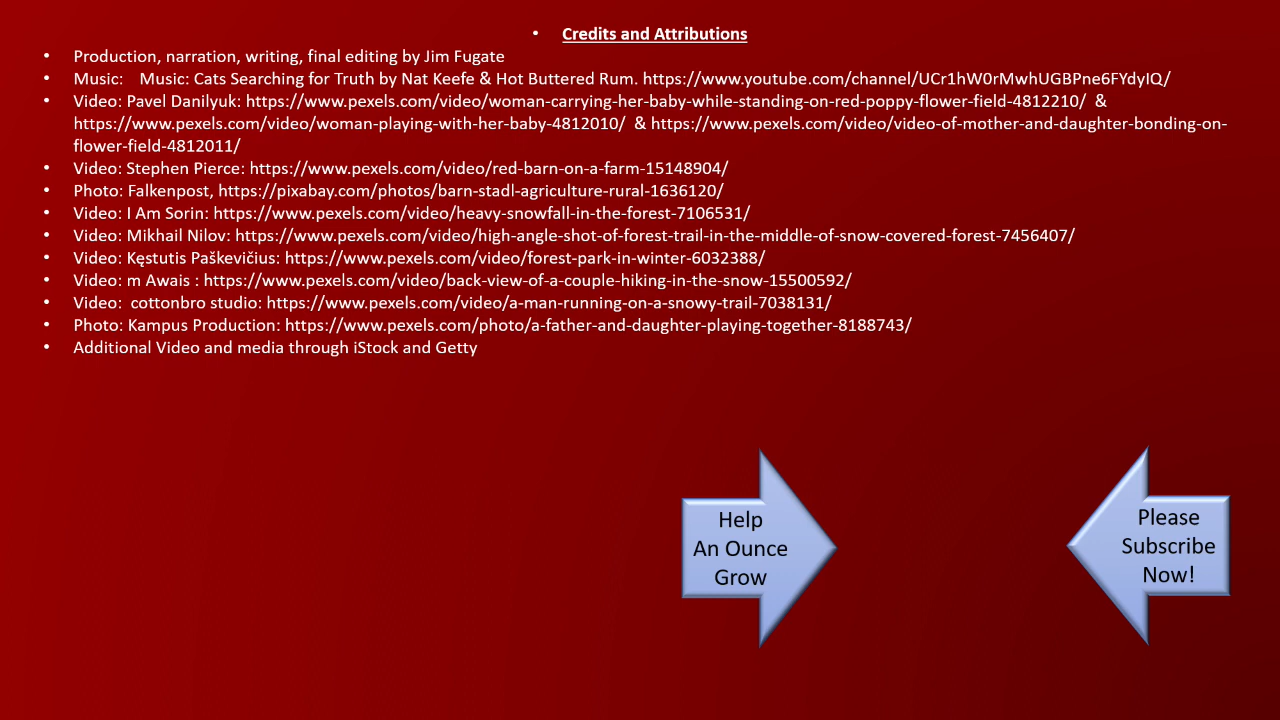 • Credits and Attributions
• Production, narration, writing, final editing by Jim Fugate
• Music: Music: Cats Searching for Truth by Nat Keefe & Hot Buttered Rum. https://www.youtube.com/channel/UCr1hW0rMwhUGBPne6FYdyIQ/
• Video: Pavel Danilyuk: https://www.pexels.com/video/woman-carrying-her-baby-while-standing-on-red-poppy-flower-field-4812210/ &
https://www.pexels.com/video/woman-playing-with-her-baby-4812010/ & https://www.pexels.com/video/video-of-mother-and-daughter-bonding-on-
flower-field-4812011/
• Video: Stephen Pierce: https://www.pexels.com/video/red-barn-on-a-farm-15148904/
• Photo: Falkenpost, https://pixabay.com/photos/barn-stadl-agriculture-rural-1636120/
• Video: I Am Sorin: https://www.pexels.com/video/heavy-snowfall-in-the-forest-7106531/
• Video: Mikhail Nilov: https://www.pexels.com/video/high-angle-shot-of-forest-trail-in-the-middle-of-snow-covered-forest-7456407/
• Video: Kęstutis Paškevičius: https://www.pexels.com/video/forest-park-in-winter-6032388/
• Video: m Awais : https://www.pexels.com/video/back-view-of-a-couple-hiking-in-the-snow-15500592/
• Video: cottonbro studio: https://www.pexels.com/video/a-man-running-on-a-snowy-trail-7038131/
• Photo: Kampus Production: https://www.pexels.com/photo/a-father-and-daughter-playing-together-8188743/
• Additional Video and media through iStock and Getty
Help
An Ounce
Grow
Please
Subscribe
Now!